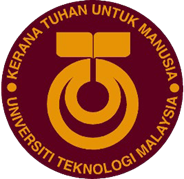 KERANA TUHAN UNTUK MANUSIA
UNIVERSITI TEKNOLOGI MALAYSIA